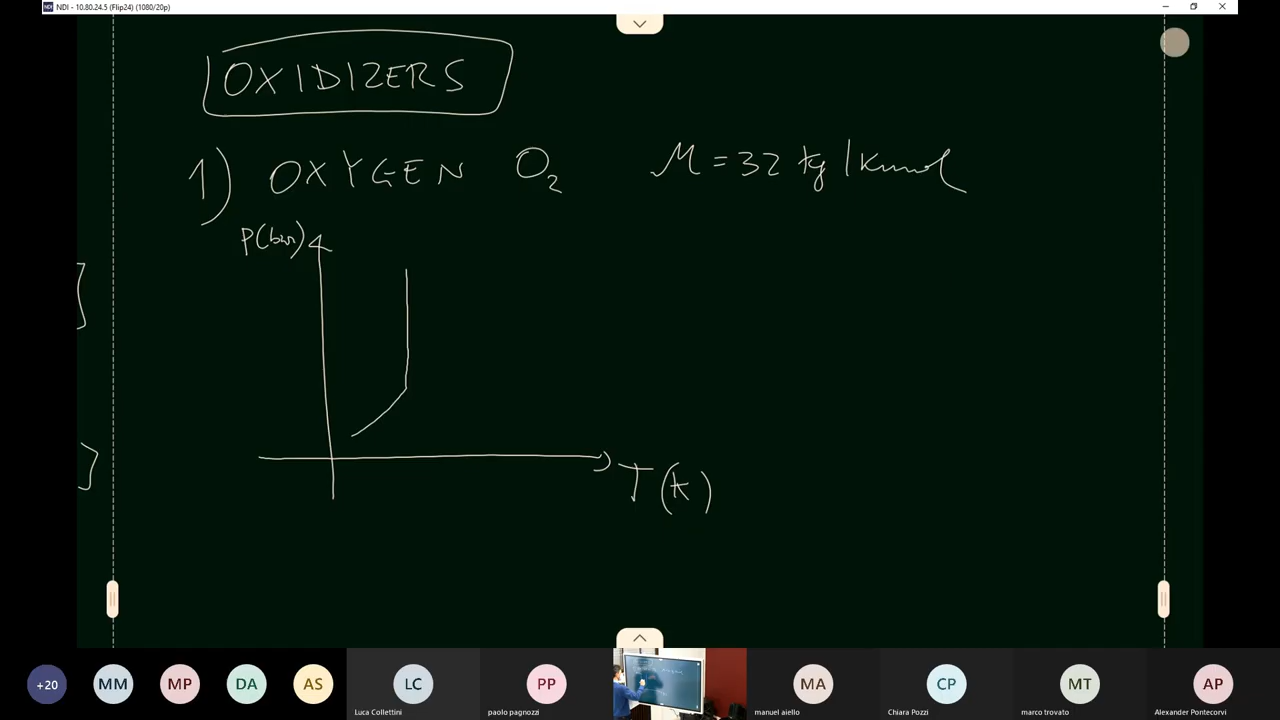 NDI - 10.80.24.5 (Flip24) (1080/20p)
OXIDIZERS
1) OXYGEN O2 M = 32 kg/kmol
P(bar)
T(K)
+20 MM MP DA AS LC PP MA CP MT AP
Luca Collettini paolo pagnozzi manuel aiello Chiara Pozzi marco trovato Alexander Pontecorvi